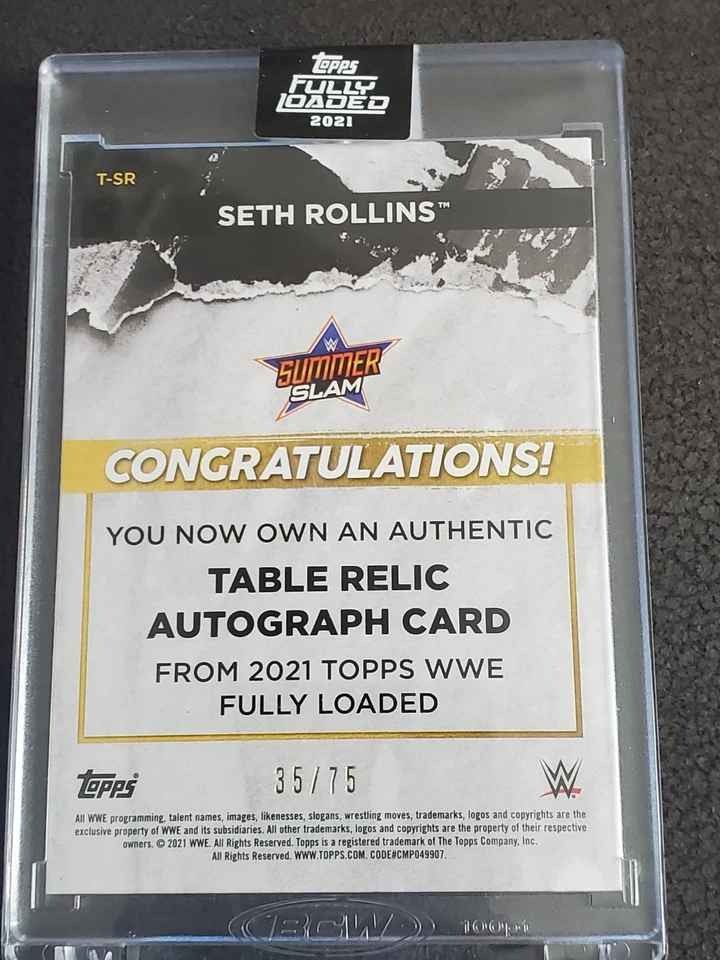 Topps
FULLY
LOADED
2021
T-SR
SETH ROLLINS™
W
SUMMER
SLAM
CONGRATULATIONS!
YOU NOW OWN AN AUTHENTIC
TABLE RELIC
AUTOGRAPH CARD
FROM 2021 TOPPS WWE
FULLY LOADED
Topps® 35/75 W
All WWE programming, talent names, images, likenesses, slogans, wrestling moves, trademarks, logos and copyrights are the
exclusive property of WWE and its subsidiaries. All other trademarks, logos and copyrights are the property of their respective
owners. © 2021 WWE. All Rights Reserved. Topps is a registered trademark of The Topps Company, Inc.
All Rights Reserved. WWW.TOPPS.COM. CODE#CMP049907.
BCW 100pt